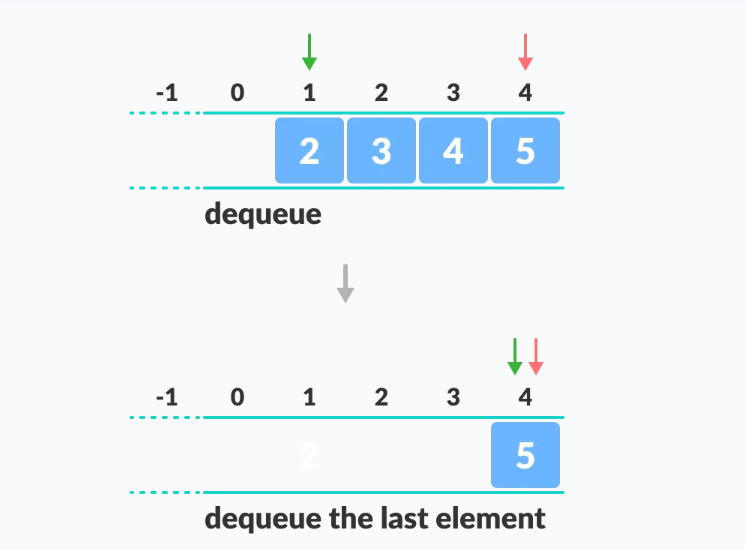 -1 0 1 2 3 4
2 3 4 5
dequeue
-1 0 1 2 3 4
2 5
dequeue the last element